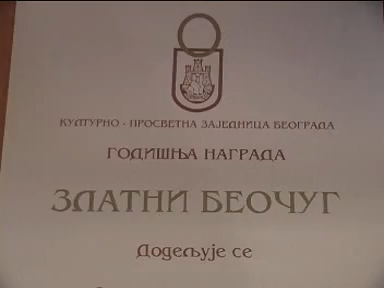 КУЛТУРНО - ПРОСВЕТНА ЗАЈЕДНИЦА БЕОГРАДА
ГОДИШЊА НАГРАДА
ЗЛАТНИ БЕОЧУГ
Додељује се